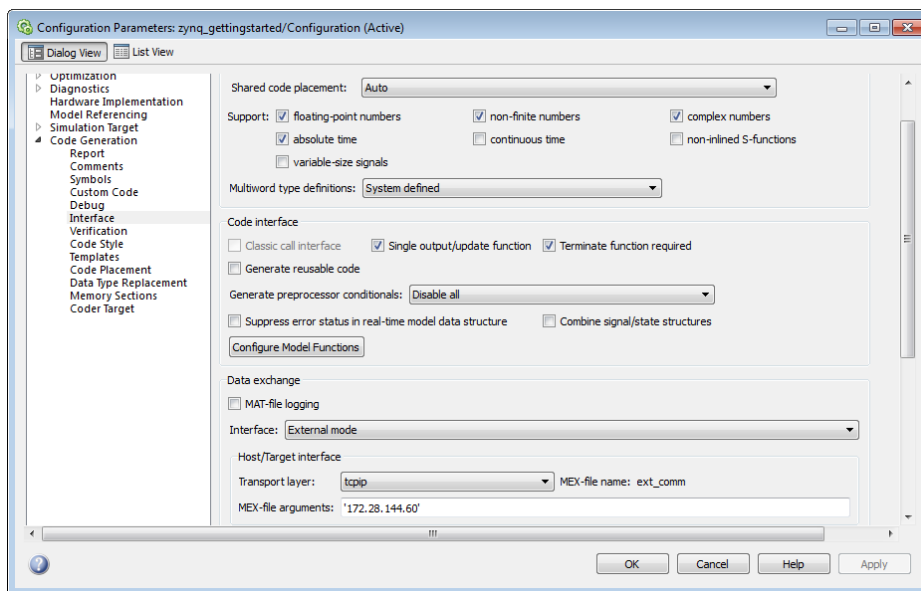 Configuration Parameters: zynq_gettingstarted/Configuration (Active)
Dialog View List View
Optimization
Diagnostics
Hardware Implementation
Model Referencing
Simulation Target
Code Generation
Report
Comments
Symbols
Custom Code
Debug
Interface
Verification
Code Style
Templates
Code Placement
Data Type Replacement
Memory Sections
Coder Target
Shared code placement: Auto
Support: floating-point numbers non-finite numbers complex numbers
absolute time continuous time non-inlined S-functions
variable-size signals
Multiword type definitions: System defined
Code interface
Classic call interface Single output/update function Terminate function required
Generate reusable code
Generate preprocessor conditionals: Disable all
Suppress error status in real-time model data structure Combine signal/state structures
Configure Model Functions
Data exchange
MAT-file logging
Interface: External mode
Host/Target interface
Transport layer: tcpip MEX-file name: ext_comm
MEX-file arguments: '172.28.144.60'
OK Cancel Help Apply